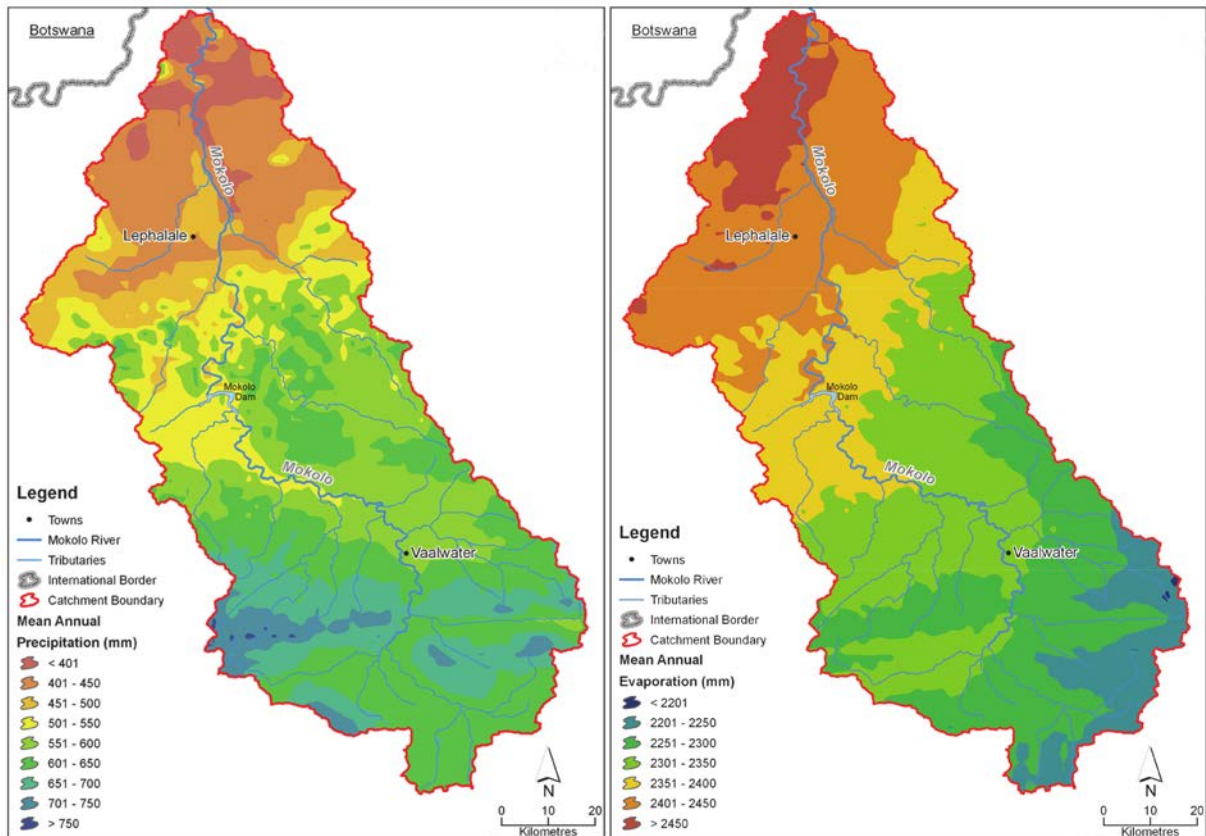 Botswana
Mokolo
Lephalale
Mokolo
Dam
Mokolo
Vaalwater
Legend
Towns
Mokolo River
Tributaries
International Border
Catchment Boundary
Mean Annual
Precipitation (mm)
< 401
401 - 450
451 - 500
501 - 550
551 - 600
601 - 650
651 - 700
701 - 750
> 750
N
0 10 20
Kilometres
Botswana
Mokolo
Lephalale
Mokolo
Dam
Mokolo
Vaalwater
Legend
Towns
Mokolo River
Tributaries
International Border
Catchment Boundary
Mean Annual
Evaporation (mm)
< 2201
2201 - 2250
2251 - 2300
2301 - 2350
2351 - 2400
2401 - 2450
> 2450
N
0 10 20
Kilometres